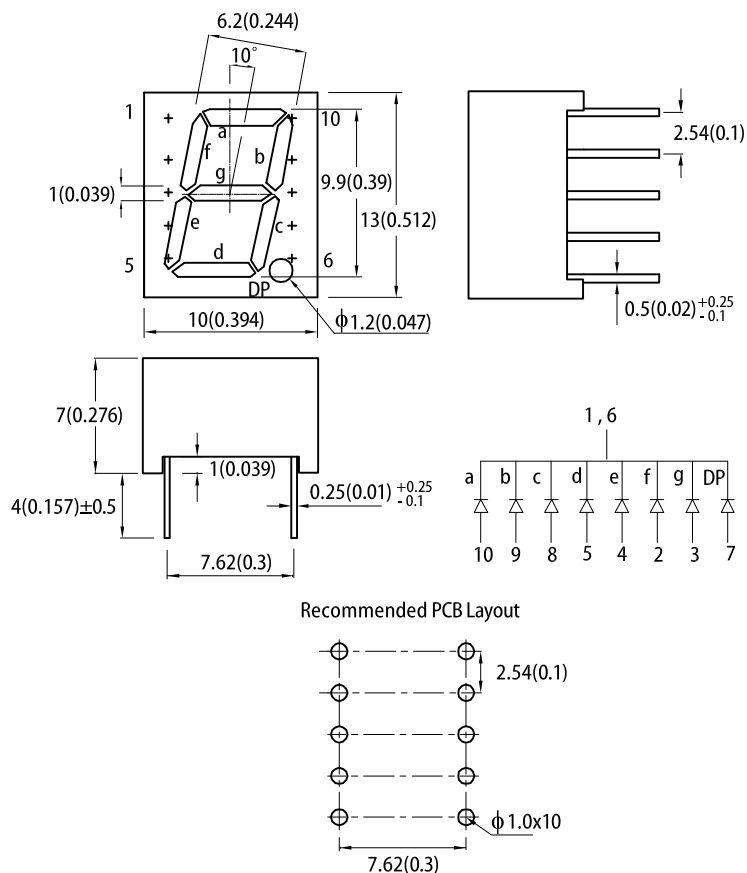 6.2(0.244)
10°
1
10
a
f
b
g
1(0.039)
9.9(0.39)
13(0.512)
e
c
d
5
6
DP
10(0.394)
ϕ1.2(0.047)
2.54(0.1)
0.5(0.02) +0.25 -0.1
7(0.276)
1(0.039)
4(0.157)±0.5
0.25(0.01) +0.25 -0.1
7.62(0.3)
1 , 6
a b c d e f g DP
10 9 8 5 4 2 3 7
Recommended PCB Layout
2.54(0.1)
ϕ1.0x10
7.62(0.3)